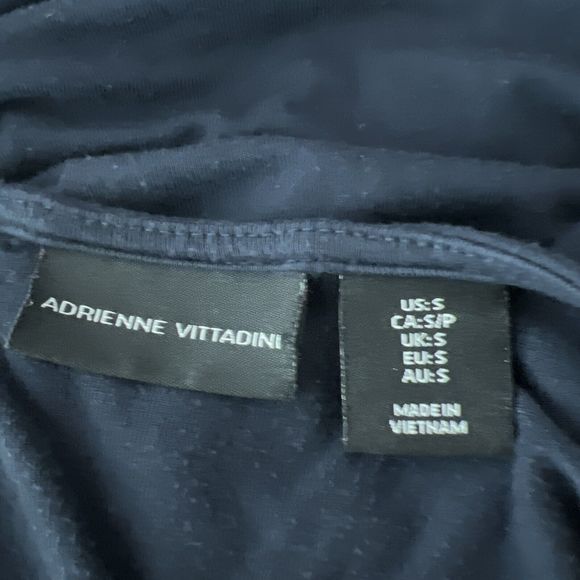 ADRIENNE VITTADINI
US:S
CA:S/P
UK:S
EU:S
AU:S
MADE IN
VIETNAM